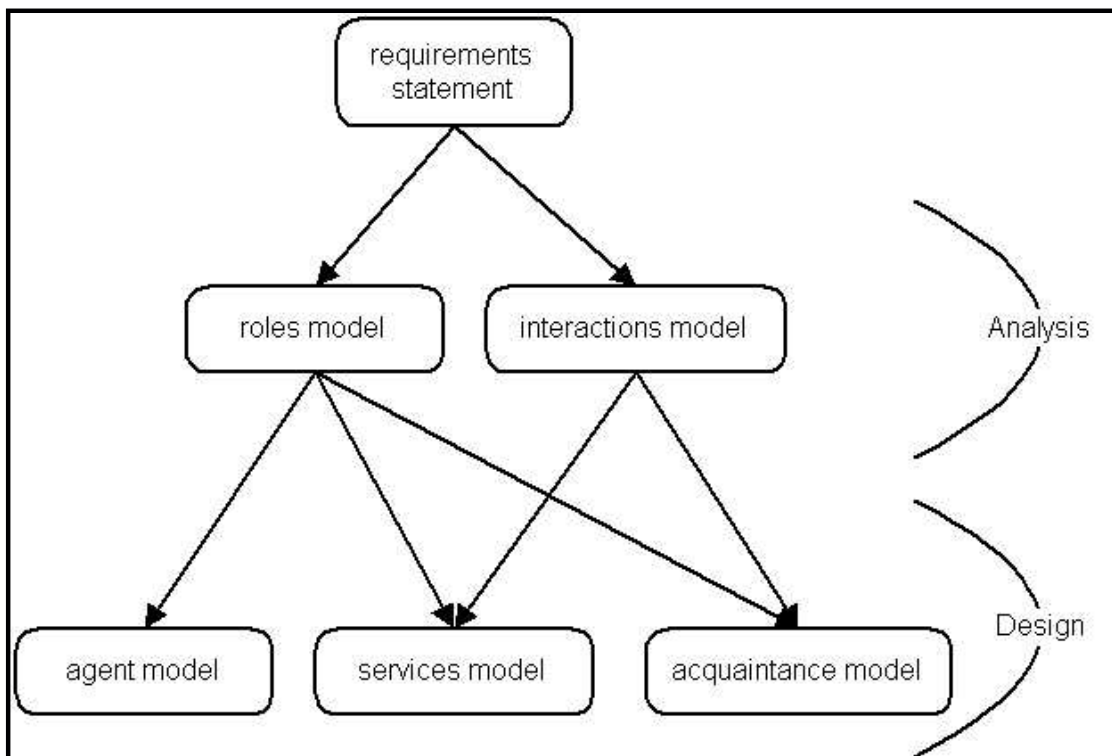 requirements
statement
roles model
interactions model
Analysis
agent model
services model
acquaintance model
Design